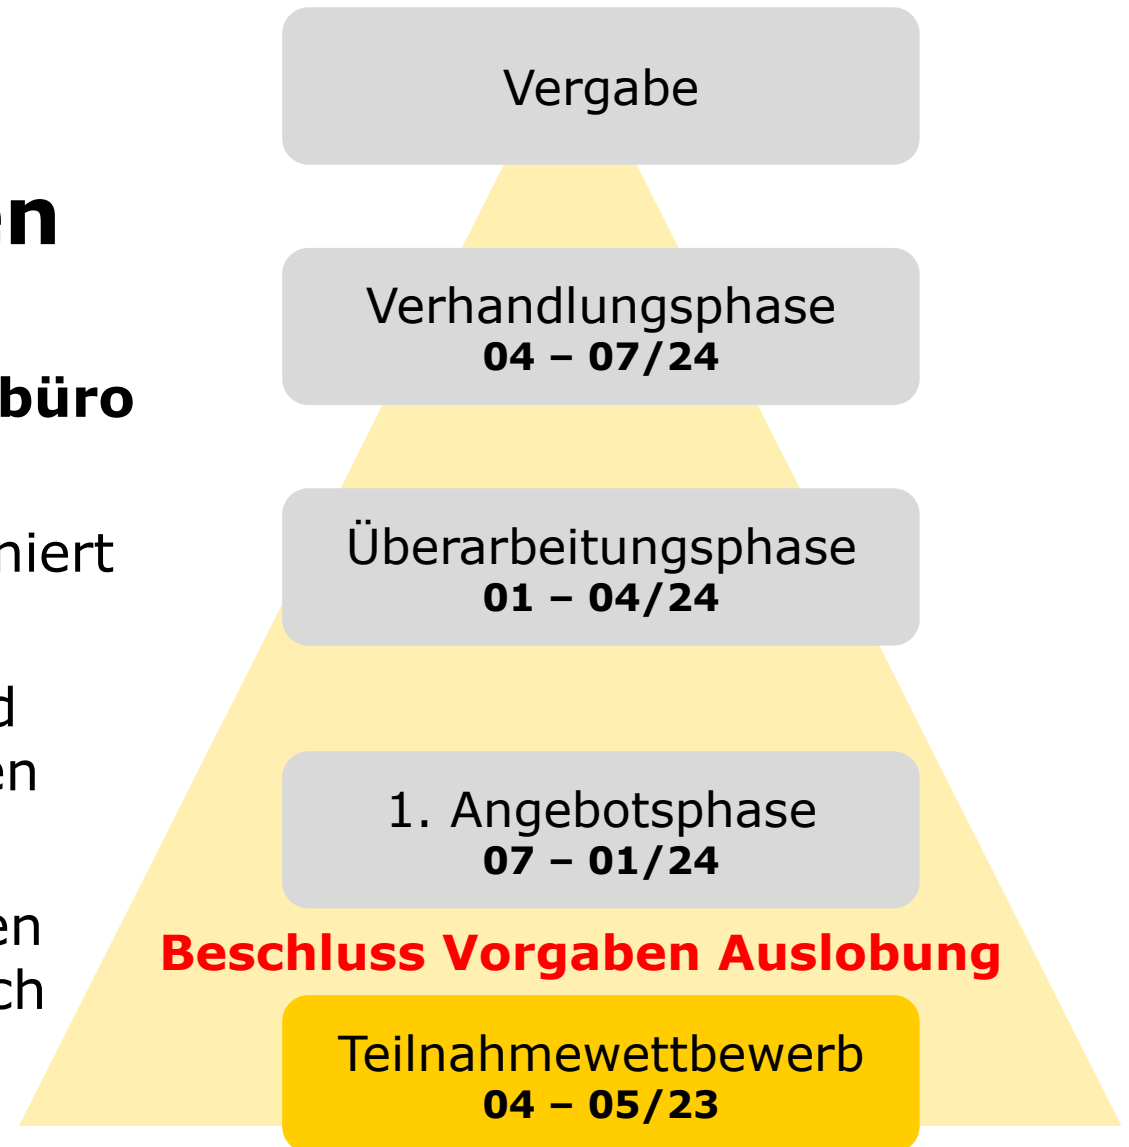 Vergabe
en
Verhandlungsphase
04 – 07/24
büro
niert
Überarbeitungsphase
01 – 04/24
d
en
1. Angebotsphase
07 – 01/24
en
Beschluss Vorgaben Auslobung
ch
Teilnahmewettbewerb
04 – 05/23